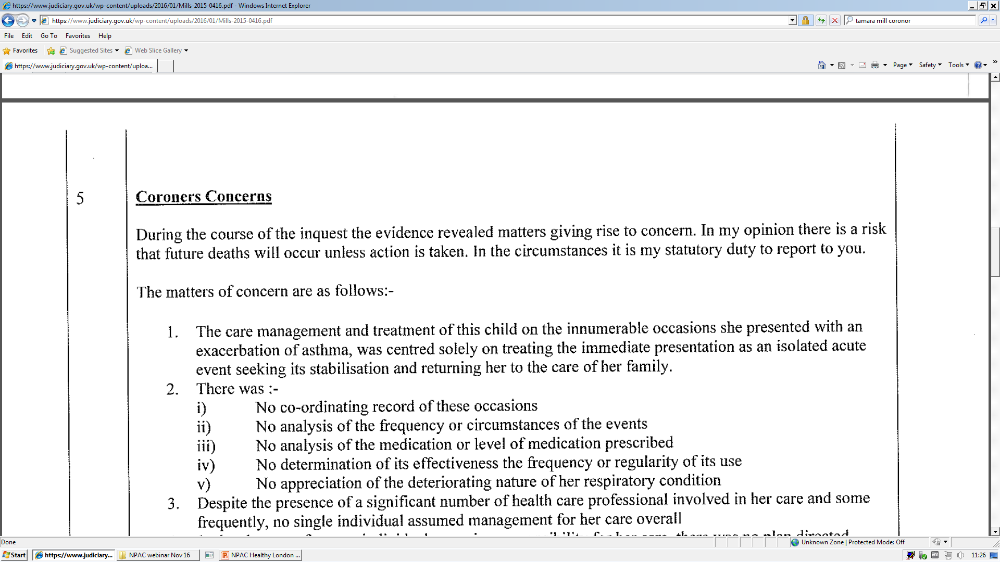 https://www.judiciary.gov.uk/wp-content/uploads/2016/01/Mills-2015-0416.pdf - Windows Internet Explorer
https://www.judiciary.gov.uk/wp-content/uploads/2016/01/Mills-2015-0416.pdf
tamara mill coronor
File Edit Go To Favorites Help
Favorites Suggested Sites Web Slice Gallery
https://www.judiciary.gov.uk/wp-content/uploa...
Page Safety Tools
5 Coroners Concerns
During the course of the inquest the evidence revealed matters giving rise to concern. In my opinion there is a risk
that future deaths will occur unless action is taken. In the circumstances it is my statutory duty to report to you.
The matters of concern are as follows:-
1. The care management and treatment of this child on the innumerable occasions she presented with an
exacerbation of asthma, was centred solely on treating the immediate presentation as an isolated acute
event seeking its stabilisation and returning her to the care of her family.
2. There was :-
i) No co-ordinating record of these occasions
ii) No analysis of the frequency or circumstances of the events
iii) No analysis of the medication or level of medication prescribed
iv) No determination of its effectiveness the frequency or regularity of its use
v) No appreciation of the deteriorating nature of her respiratory condition
3. Despite the presence of a significant number of health care professional involved in her care and some
frequently, no single individual assumed management for her care overall
there was no plan directed
Done
Unknown Zone | Protected Mode: Off
Start
https://www.judiciary...
NPAC webinar Nov 16
NPAC Healthy London ...
11:26